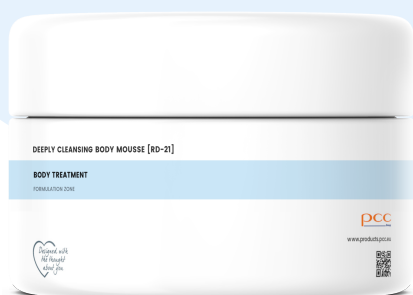 DEEPLY CLEANSING BODY MOUSSE [RD-21]
BODY TREATMENT
FORMULATION ZONE
pcc
www.products.pcc.eu
Designed with
the thought
about You